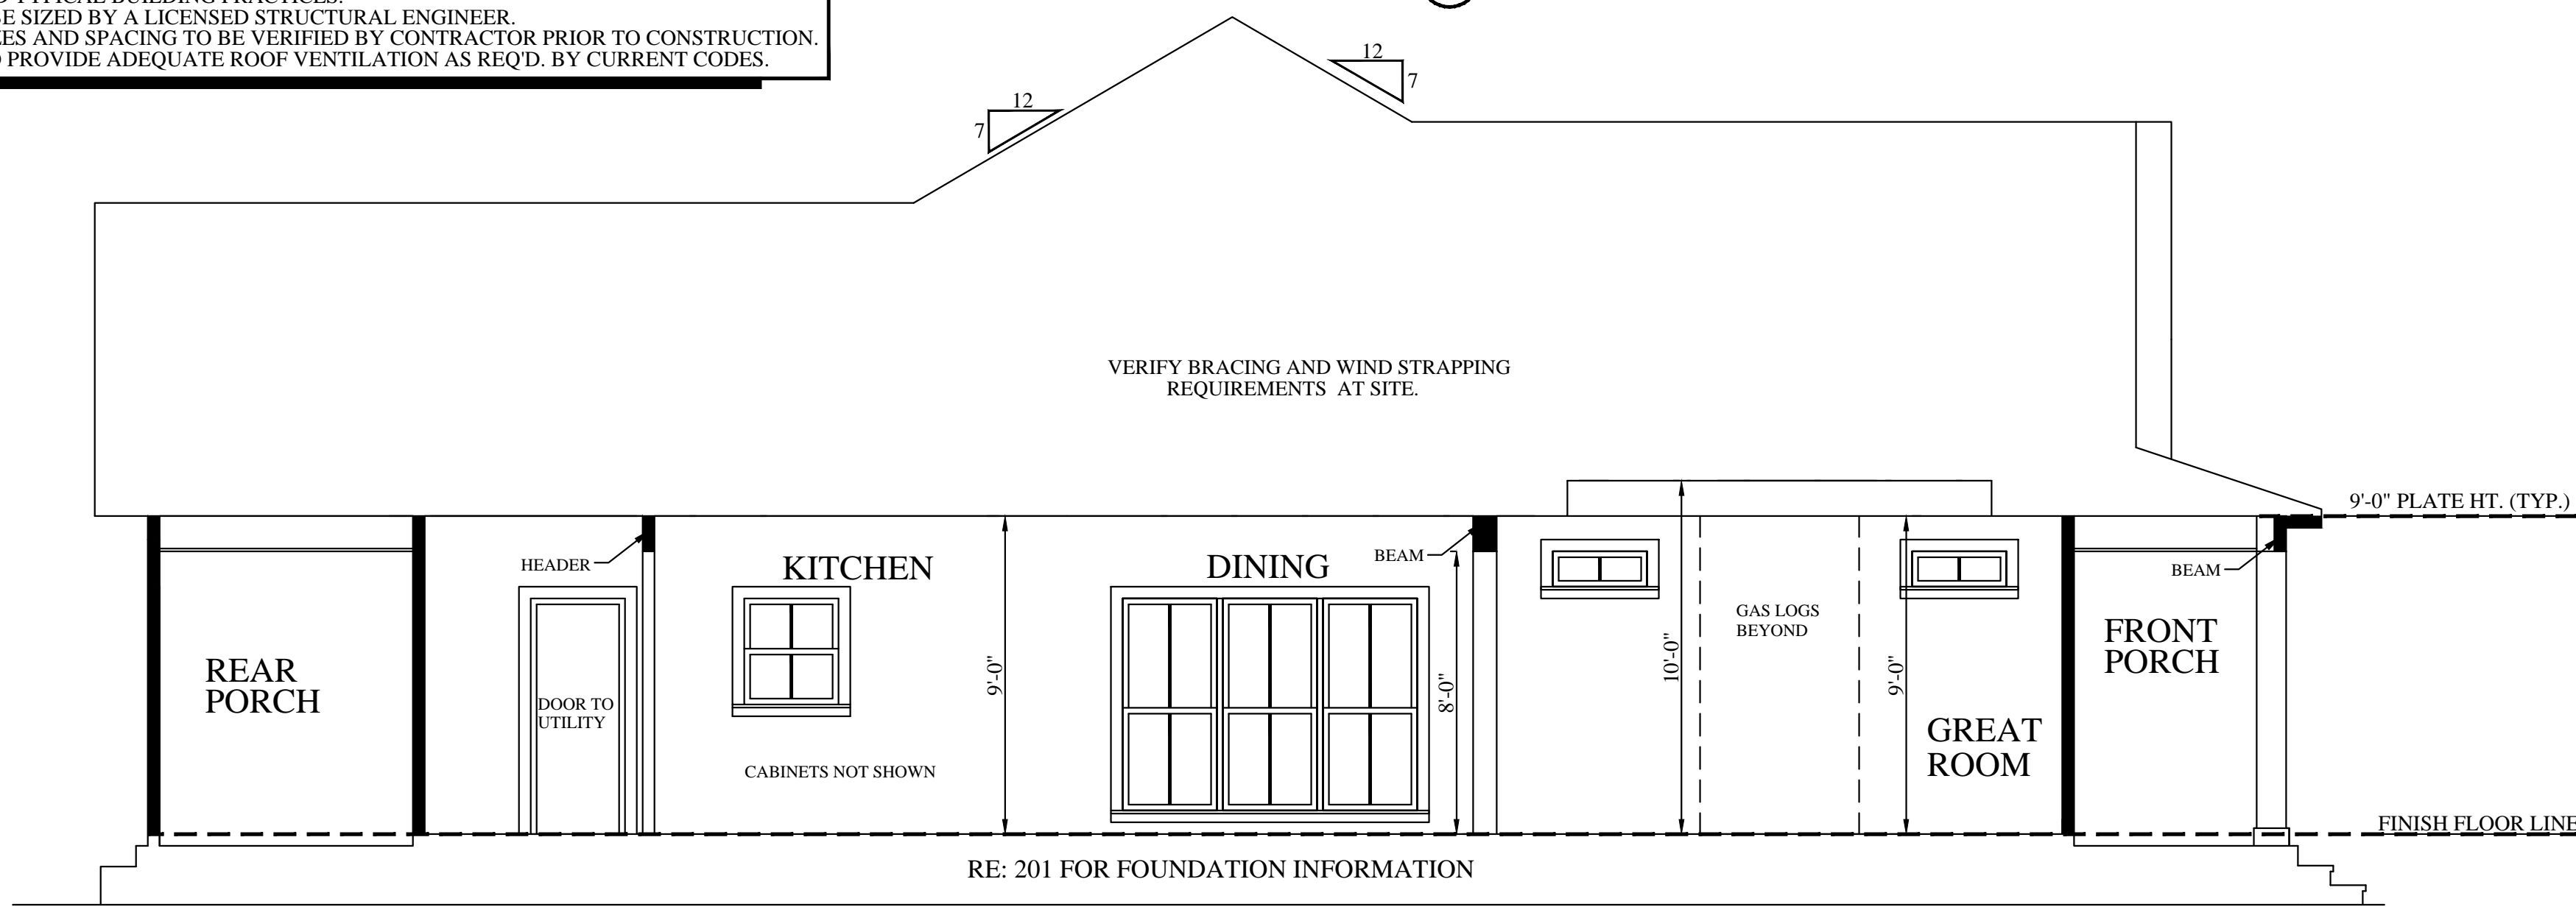 TYPICAL BUILDING PRACTICES.
BE SIZED BY A LICENSED STRUCTURAL ENGINEER.
AND SPACING TO BE VERIFIED BY CONTRACTOR PRIOR TO CONSTRUCTION.
PROVIDE ADEQUATE ROOF VENTILATION AS REQ'D. BY CURRENT CODES.
12
7
12
7
VERIFY BRACING AND WIND STRAPPING
REQUIREMENTS AT SITE.
9'-0" PLATE HT. (TYP.)
HEADER
KITCHEN
DINING
BEAM
BEAM
GAS LOGS
BEYOND
REAR
PORCH
DOOR TO
UTILITY
CABINETS NOT SHOWN
9'-0"
8'-0"
10'-0"
9'-0"
GREAT
ROOM
FRONT
PORCH
FINISH FLOOR LINE
RE: 201 FOR FOUNDATION INFORMATION